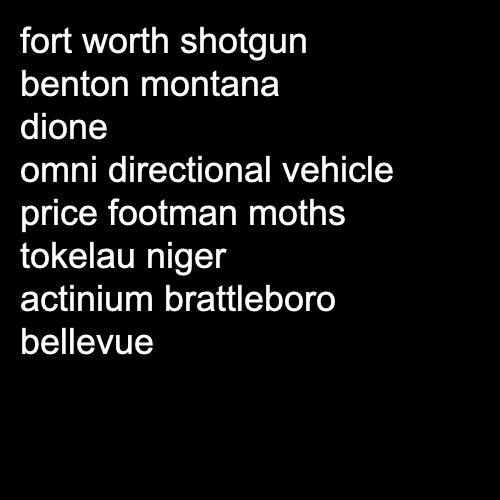 fort worth shotgun
benton montana
dione
omni directional vehicle
price footman moths
tokelau niger
actinium brattleboro
bellevue